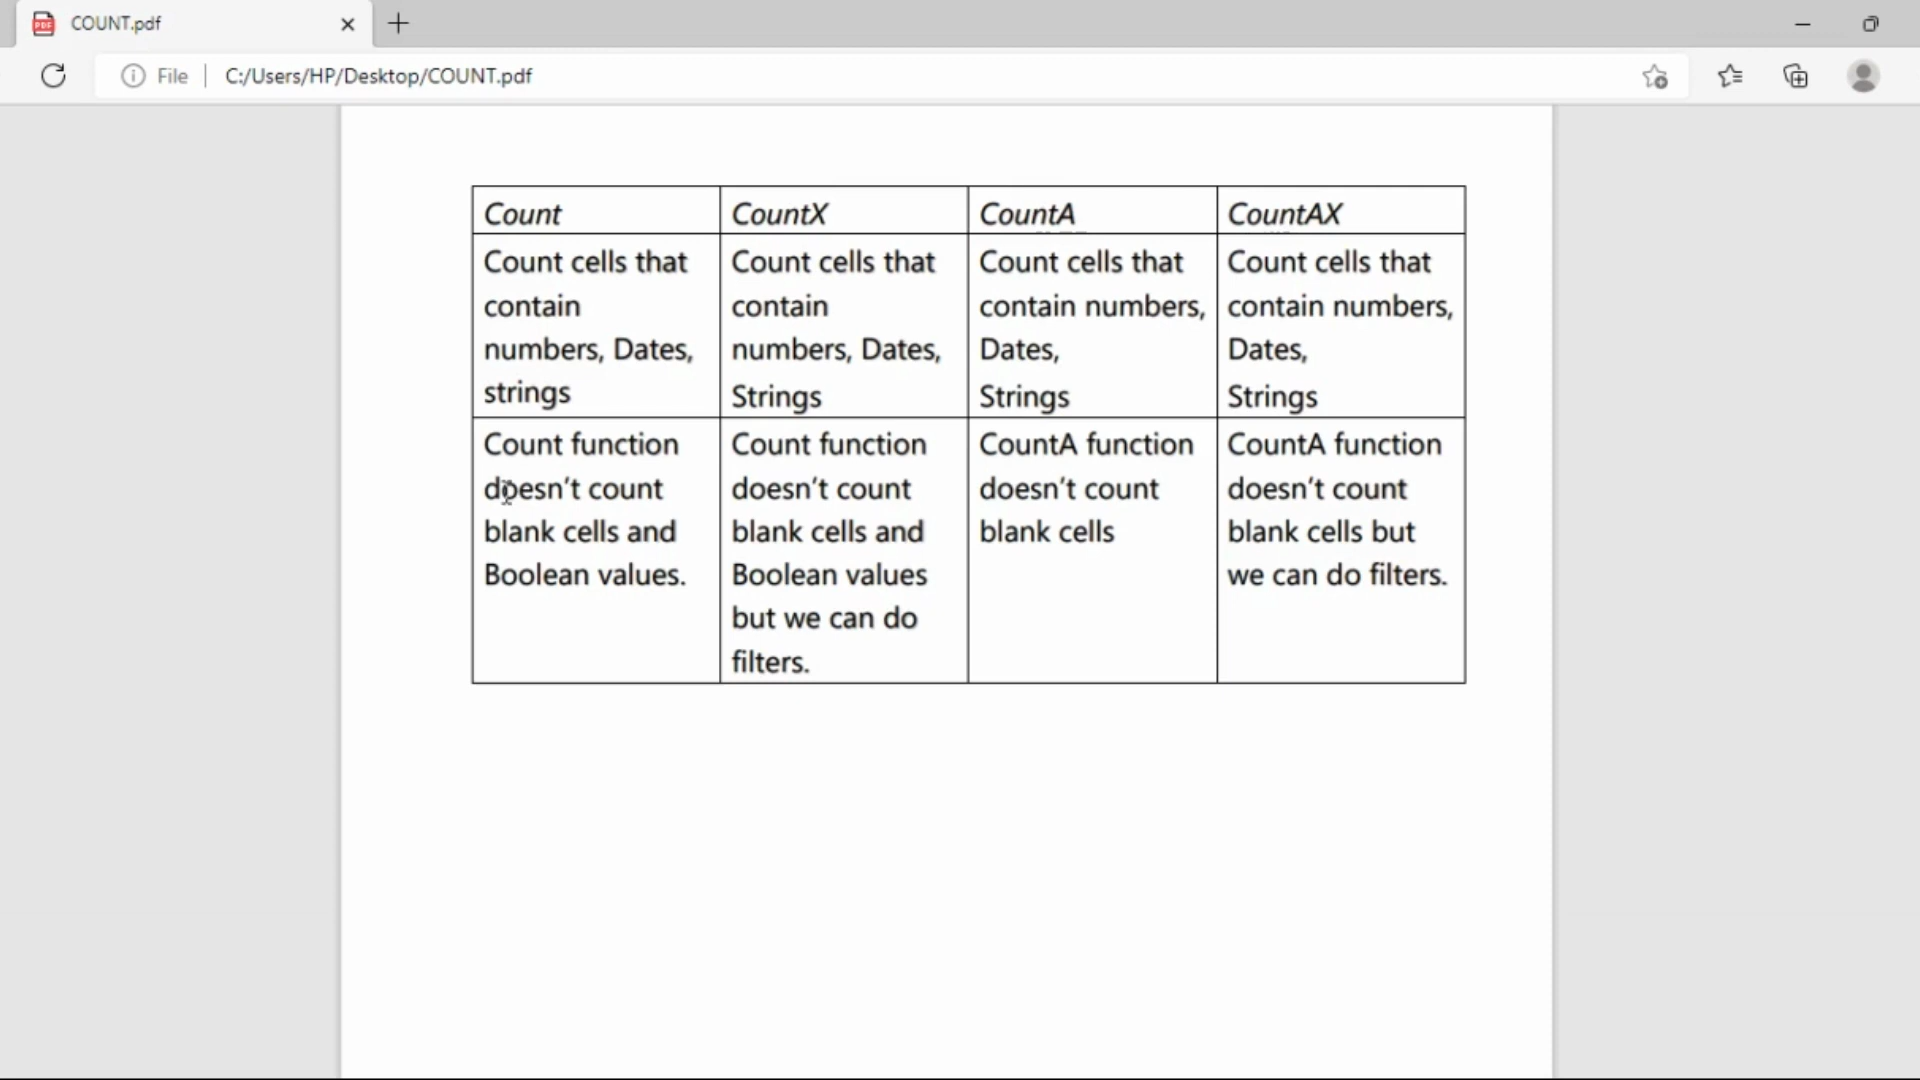 COUNT.pdf
File
C:/Users/HP/Desktop/COUNT.pdf
Count
CountX
CountA
CountAX
Count cells that
contain
numbers, Dates,
strings
Count cells that
contain
numbers, Dates,
Strings
Count cells that
contain numbers,
Dates,
Strings
Count cells that
contain numbers,
Dates,
Strings
Count function
doesn't count
blank cells and
Boolean values.
Count function
doesn't count
blank cells and
Boolean values
but we can do
filters.
CountA function
doesn't count
blank cells
CountA function
doesn't count
blank cells but
we can do filters.